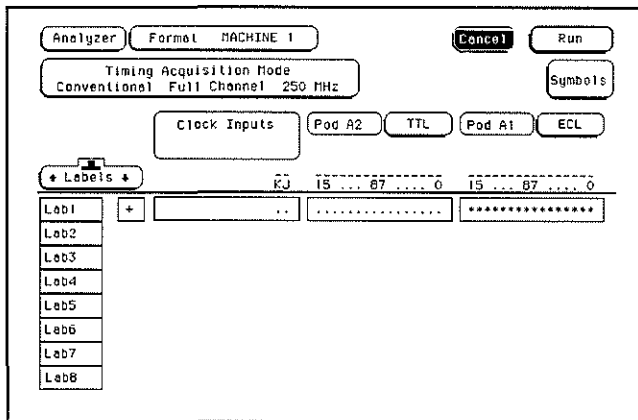 Analyzer Format MACHINE 1 Cancel Run
Timing Acquisition Mode
Conventional Full Channel 250 MHz
Symbols
Clock Inputs Pod A2 TTL Pod A1 ECL
Labels
KJ 15 ... 87 .... 0 15 ... 87 .... 0
Lab1 + .. ................ ****************
Lab2
Lab3
Lab4
Lab5
Lab6
Lab7
Lab8